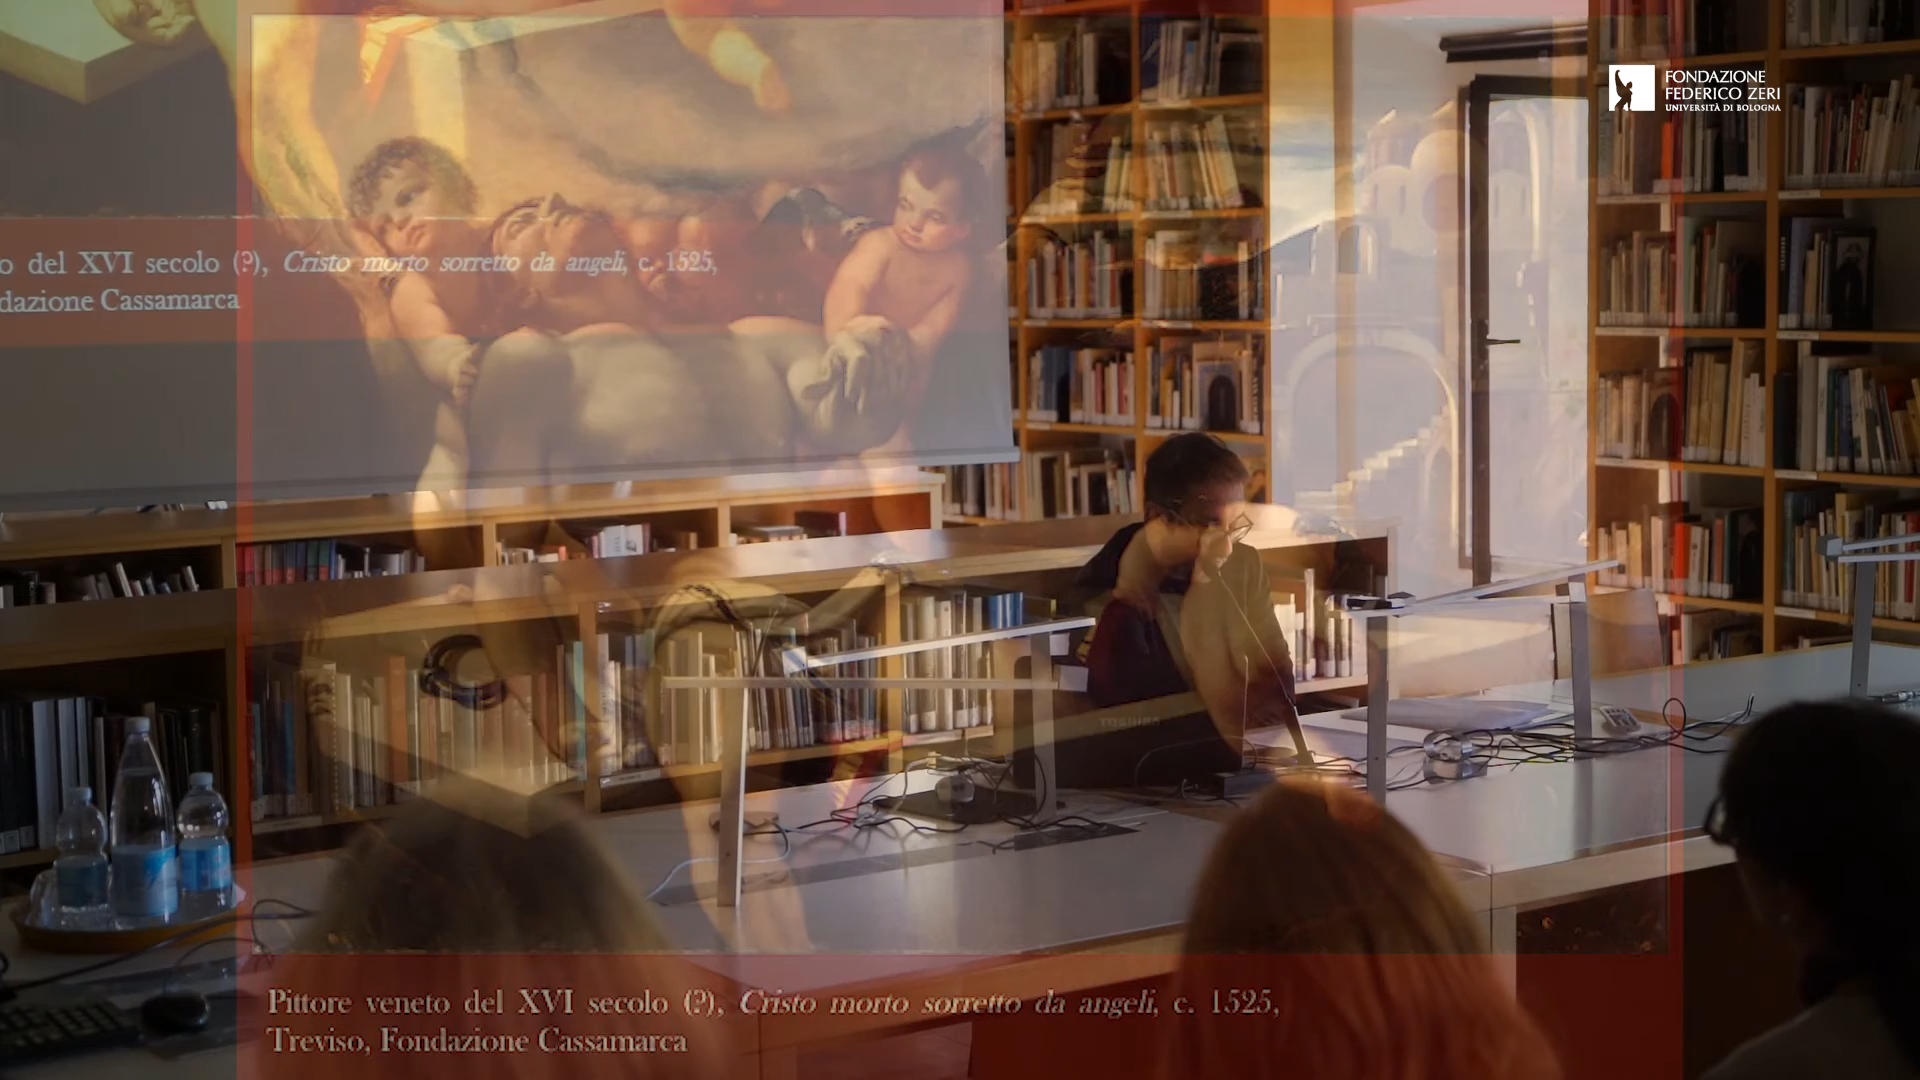 FONDAZIONE
FEDERICO ZERI
UNIVERSITÀ DI BOLOGNA
o del XVI secolo (?), Cristo morto sorretto da angeli, c. 1525,
dazione Cassamarca
TOSHIBA
Pittore veneto del XVI secolo (?), Cristo morto sorretto da angeli, c. 1525,
Treviso, Fondazione Cassamarca